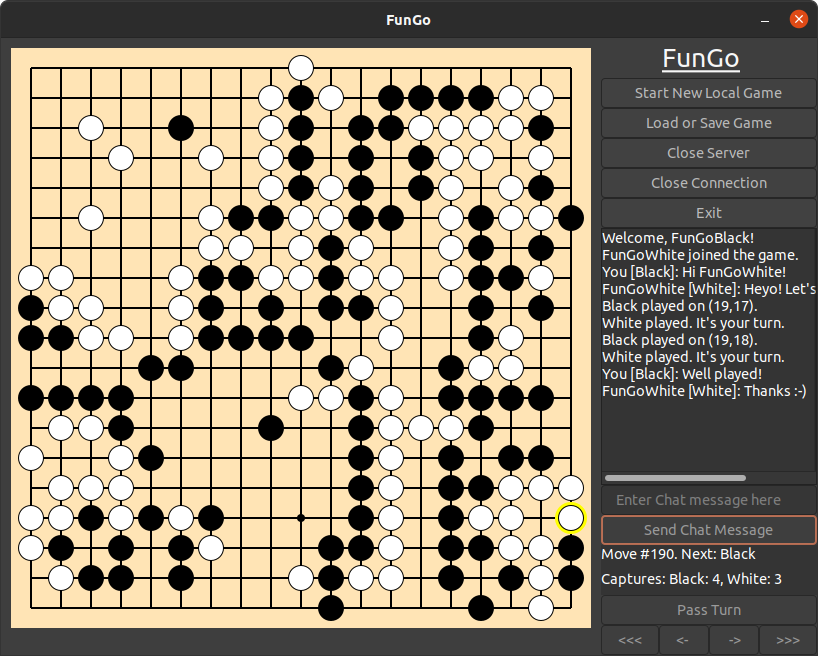 FunGo
FunGo
Start New Local Game
Load or Save Game
Close Server
Close Connection
Exit
Welcome, FunGoBlack!
FunGoWhite joined the game.
You [Black]: Hi FunGoWhite!
FunGoWhite [White]: Heyo! Let's
Black played on (19,17).
White played. It's your turn.
Black played on (19,18).
White played. It's your turn.
You [Black]: Well played!
FunGoWhite [White]: Thanks :-)
Enter Chat message here
Send Chat Message
Move #190. Next: Black
Captures: Black: 4, White: 3
Pass Turn
<<< <- -> >>>